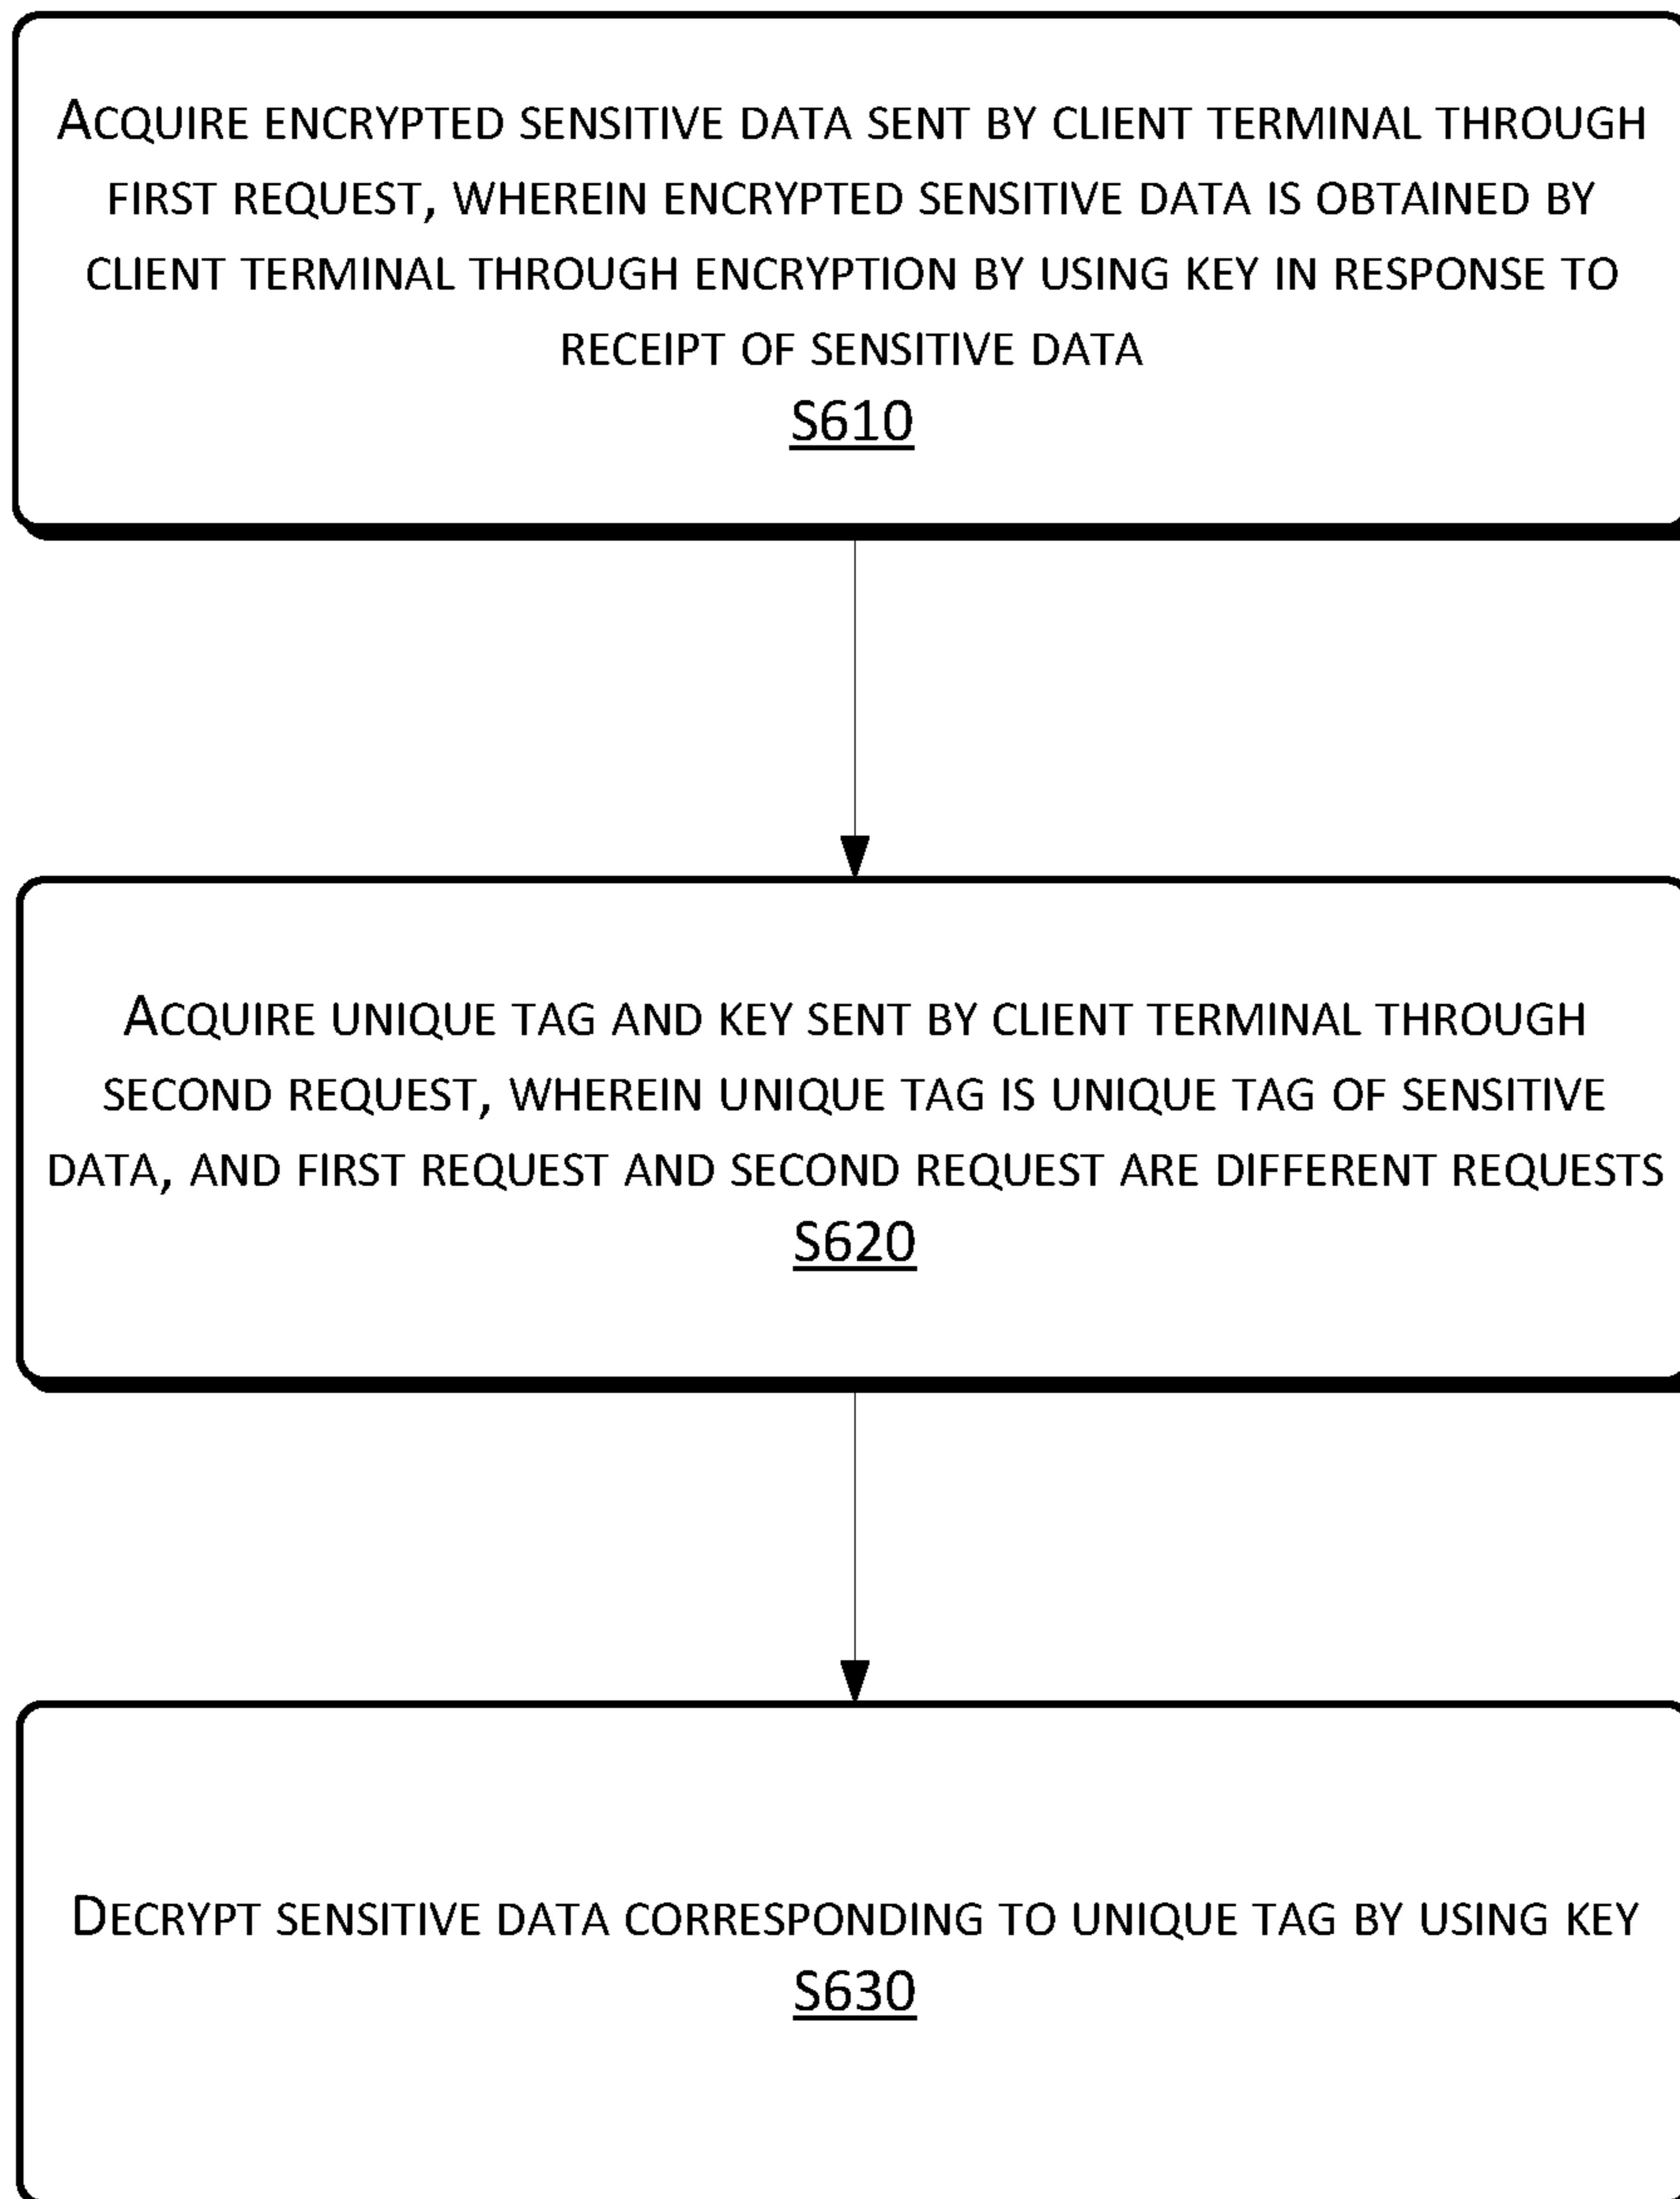 ACQUIRE ENCRYPTED SENSITIVE DATA SENT BY CLIENT TERMINAL THROUGH
FIRST REQUEST, WHEREIN ENCRYPTED SENSITIVE DATA IS OBTAINED BY
CLIENT TERMINAL THROUGH ENCRYPTION BY USING KEY IN RESPONSE TO
RECEIPT OF SENSITIVE DATA
S610
ACQUIRE UNIQUE TAG AND KEY SENT BY CLIENT TERMINAL THROUGH
SECOND REQUEST, WHEREIN UNIQUE TAG IS UNIQUE TAG OF SENSITIVE
DATA, AND FIRST REQUEST AND SECOND REQUEST ARE DIFFERENT REQUESTS
S620
DECRYPT SENSITIVE DATA CORRESPONDING TO UNIQUE TAG BY USING KEY
S630